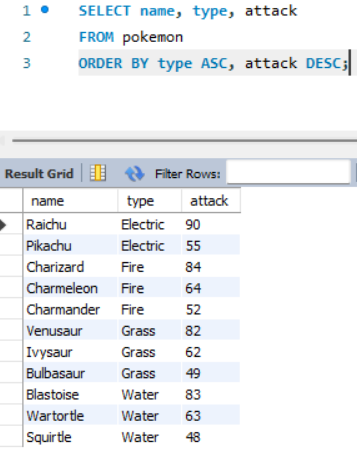 1 SELECT name, type, attack
2 FROM pokemon
3 ORDER BY type ASC, attack DESC;
Result Grid Filter Rows:
name type attack
Raichu Electric 90
Pikachu Electric 55
Charizard Fire 84
Charmeleon Fire 64
Charmander Fire 52
Venusaur Grass 82
Ivysaur Grass 62
Bulbasaur Grass 49
Blastoise Water 83
Wartortle Water 63
Squirtle Water 48